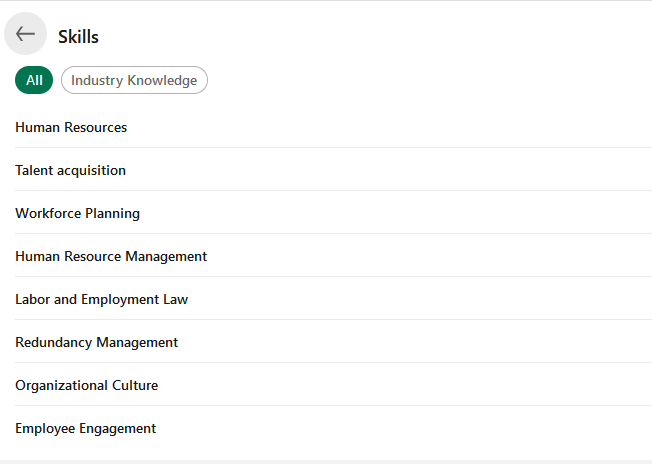 Skills
All
Industry Knowledge
Human Resources
Talent acquisition
Workforce Planning
Human Resource Management
Labor and Employment Law
Redundancy Management
Organizational Culture
Employee Engagement